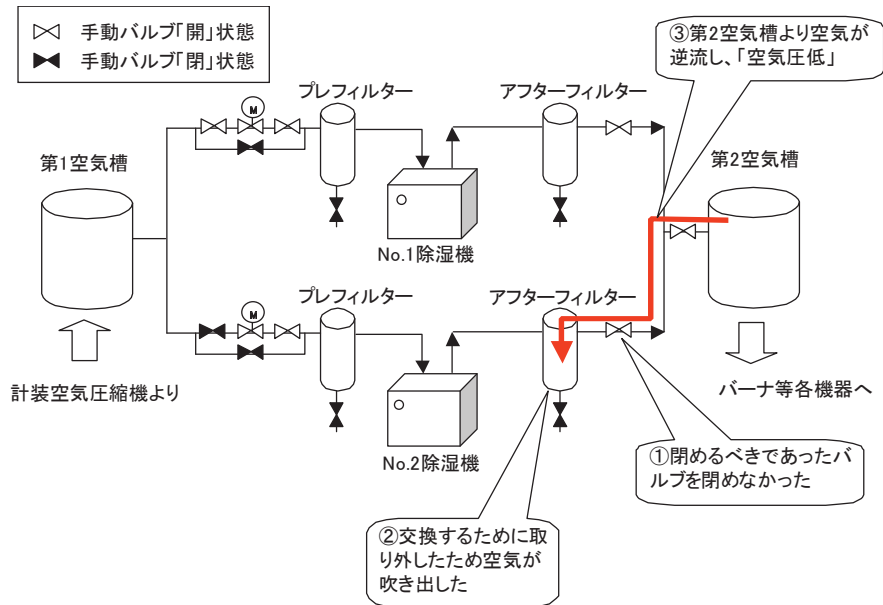 手動バルブ「開」状態
手動バルブ「閉」状態
③第2空気槽より空気が
逆流し、「空気圧低」
プレフィルター
アフターフィルター
M
第1空気槽
第2空気槽
No.1除湿機
プレフィルター
アフターフィルター
M
計装空気圧縮機より
バーナ等各機器へ
No.2除湿機
①閉めるべきであったバ
ルブを閉めなかった
②交換するために取
り外したため空気が
吹き出した